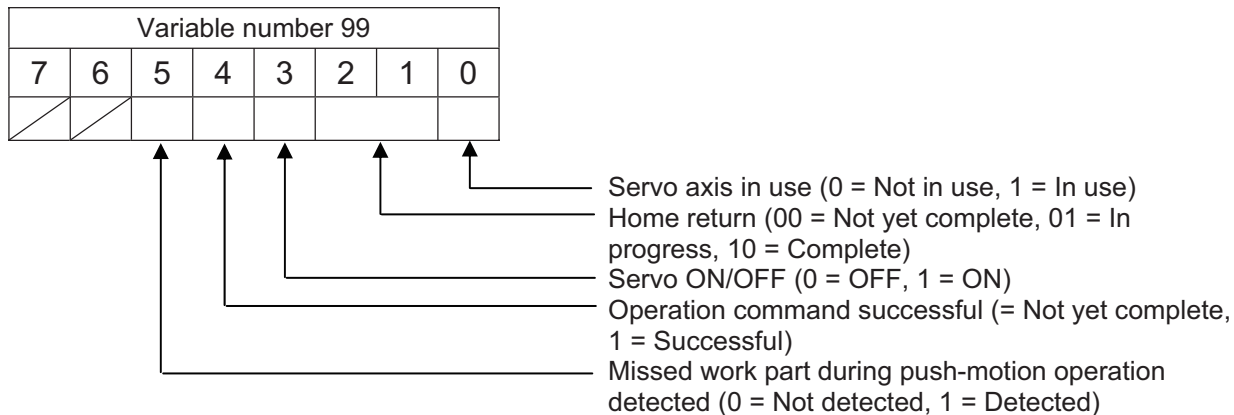 Variable number 99
7 6 5 4 3 2 1 0
Servo axis in use (0 = Not in use, 1 = In use)
Home return (00 = Not yet complete, 01 = In
progress, 10 = Complete)
Servo ON/OFF (0 = OFF, 1 = ON)
Operation command successful (= Not yet complete,
1 = Successful)
Missed work part during push-motion operation
detected (0 = Not detected, 1 = Detected)